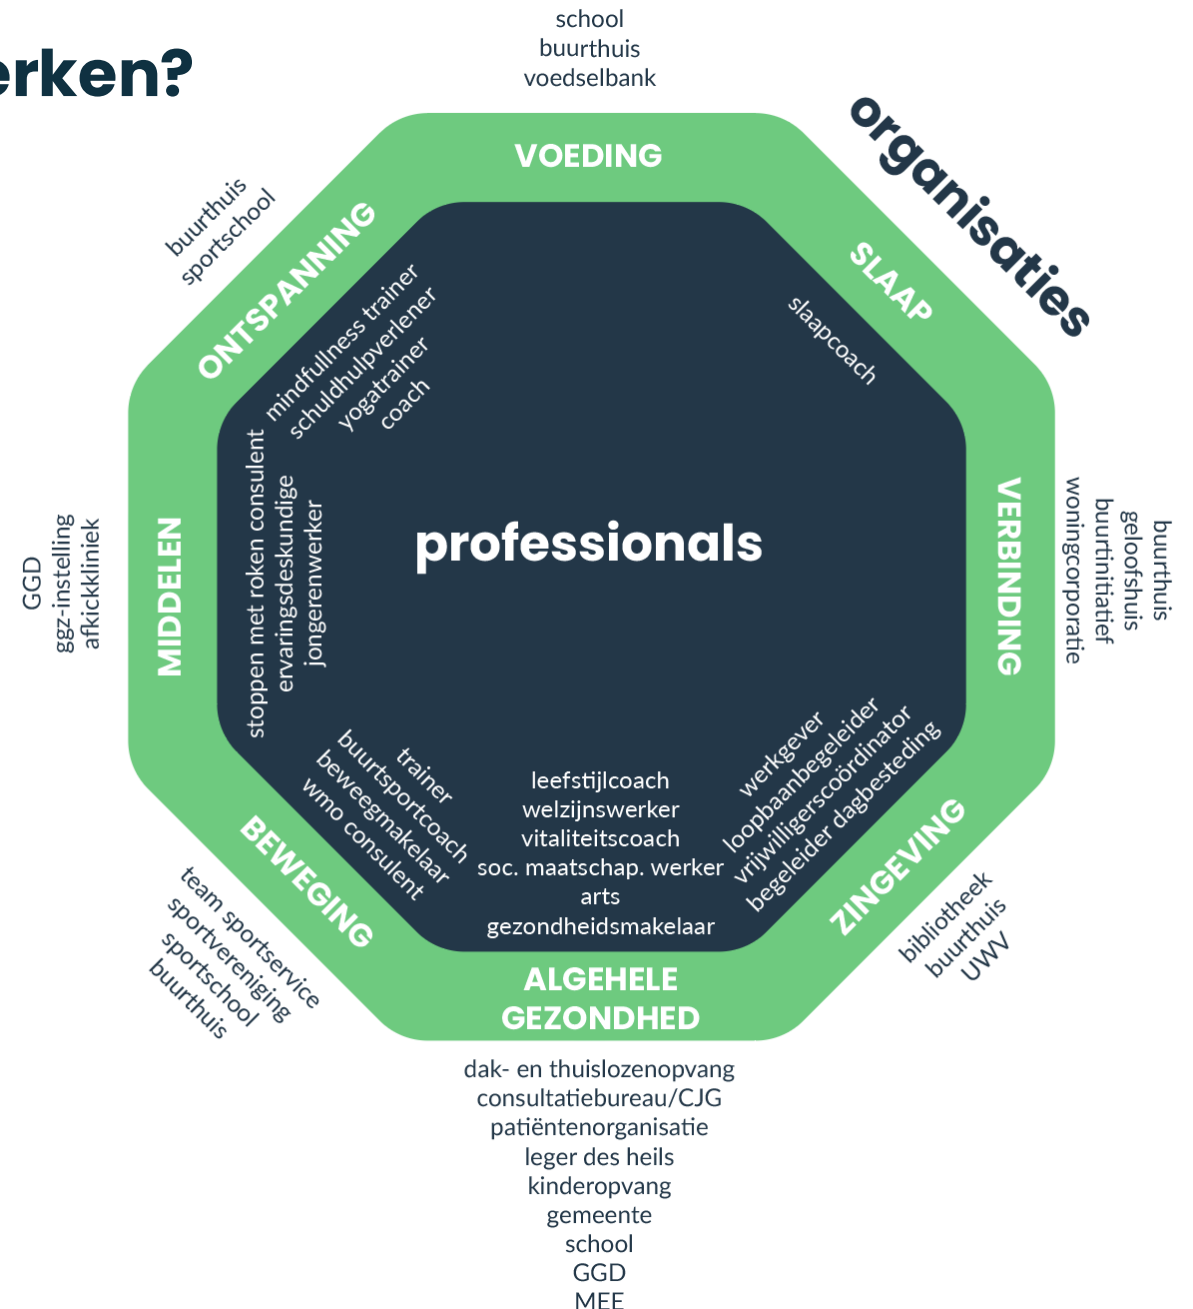 erken?
school
buurthuis
voedselbank
organisaties
VOEDING
SLAAP
slaapcoach
VERBINDING
buurthuis
geloofshuis
buurtinitiatief
woningcorporatie
ZINGEVING
werkgever
loopbaanbegeleider
vrijwilligerscoördinator
begeleider dagbesteding
bibliotheek
buurthuis
UWV
ALGEHELE
GEZONDHED
leefstijlcoach
welzijnswerker
vitaliteitscoach
soc. maatschap. werker
arts
gezondheidsmakelaar
dak- en thuislozenopvang
consultatiebureau/CJG
patiëntenorganisatie
leger des heils
kinderopvang
gemeente
school
GGD
MEE
BEWEGING
trainer
buurtsportcoach
beweegmakelaar
wmo consulent
team sportservice
sportvereniging
sportschool
buurthuis
MIDDELEN
stoppen met roken consulent
ervaringsdeskundige
jongerenwerker
GGD
ggz-instelling
afkickkliniek
ONTSPANNING
mindfullness trainer
schuldhulpverlener
yogatrainer
coach
buurthuis
sportschool
professionals